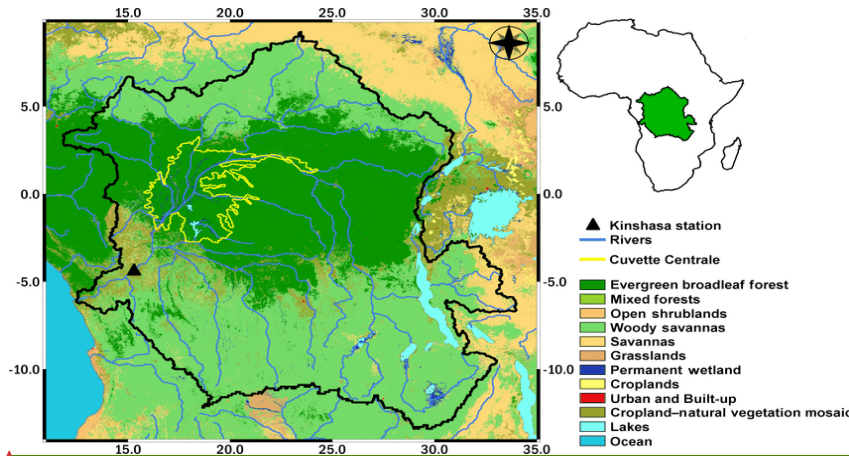 15.0 20.0 25.0 30.0 35.0
5.0 5.0
0.0 0.0
-5.0 -5.0
-10.0 -10.0
15.0 20.0 25.0 30.0 35.0
Kinshasa station
Rivers
Cuvette Centrale
Evergreen broadleaf forest
Mixed forests
Open shrublands
Woody savannas
Savannas
Grasslands
Permanent wetland
Croplands
Urban and Built-up
Cropland–natural vegetation mosaic
Lakes
Ocean